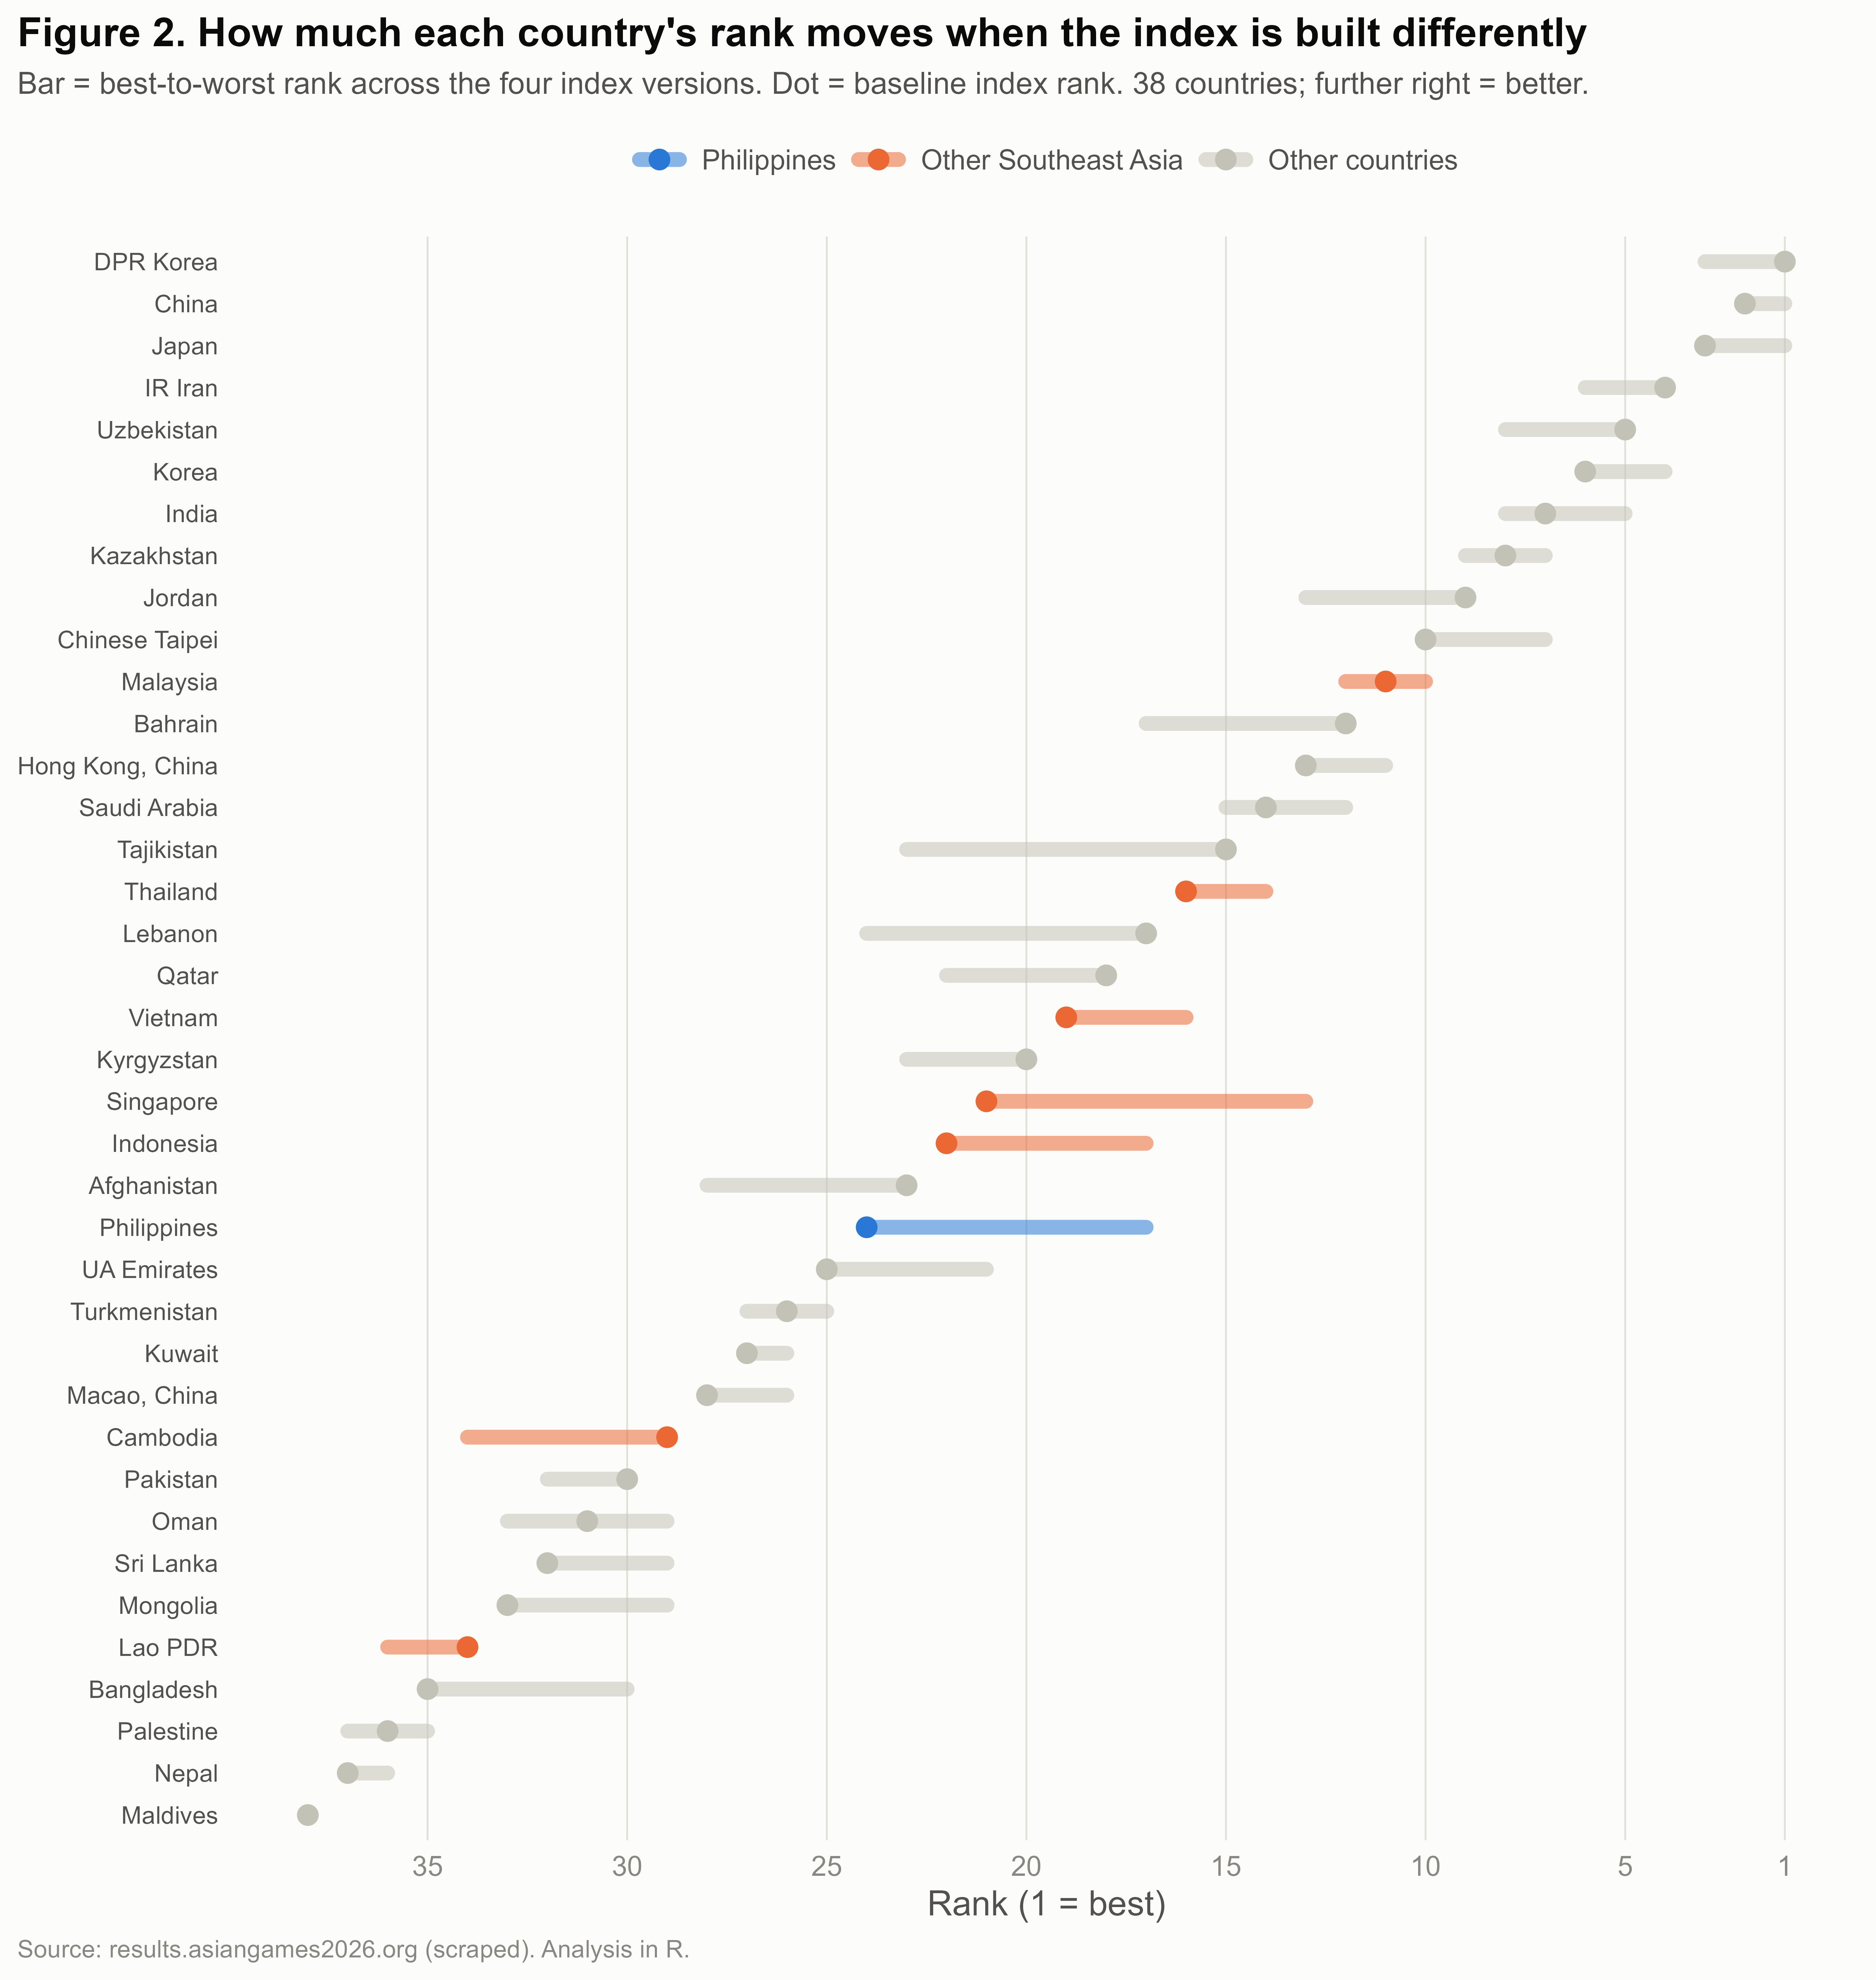 Figure 2. How much each country's rank moves when the index is built differently
Bar = best-to-worst rank across the four index versions. Dot = baseline index rank. 38 countries; further right = better.
Philippines Other Southeast Asia Other countries
DPR Korea
China
Japan
IR Iran
Uzbekistan
Korea
India
Kazakhstan
Jordan
Chinese Taipei
Malaysia
Bahrain
Hong Kong, China
Saudi Arabia
Tajikistan
Thailand
Lebanon
Qatar
Vietnam
Kyrgyzstan
Singapore
Indonesia
Afghanistan
Philippines
UA Emirates
Turkmenistan
Kuwait
Macao, China
Cambodia
Pakistan
Oman
Sri Lanka
Mongolia
Lao PDR
Bangladesh
Palestine
Nepal
Maldives
35 30 25 20 15 10 5 1
Rank (1 = best)
Source: results.asiangames2026.org (scraped). Analysis in R.